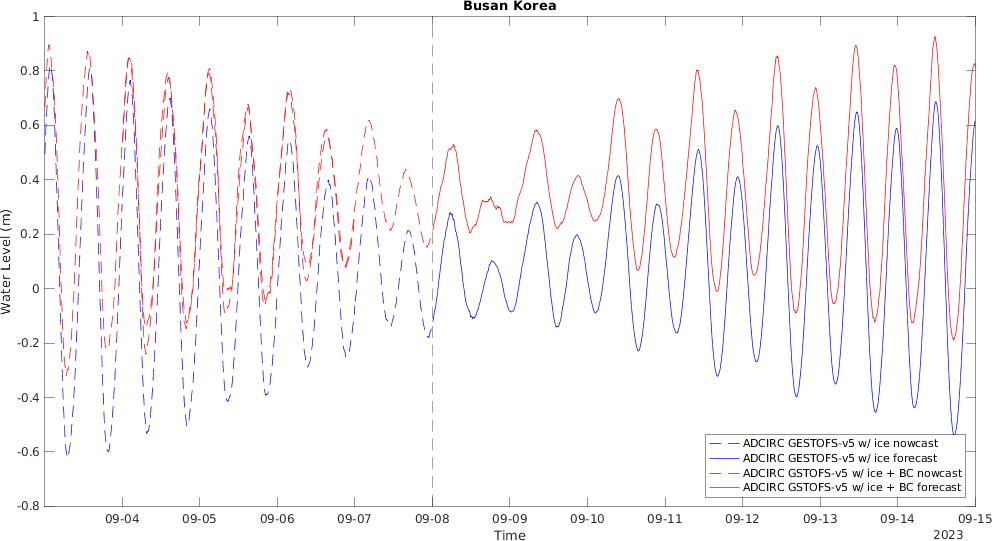 Busan Korea
Water Level (m)
1
0.8
0.6
0.4
0.2
0
-0.2
-0.4
-0.6
-0.8
ADCIRC GESTOFS-v5 w/ ice nowcast
ADCIRC GESTOFS-v5 w/ ice forecast
ADCIRC GSTOFS-v5 w/ ice + BC nowcast
ADCIRC GSTOFS-v5 w/ ice + BC forecast
09-04 09-05 09-06 09-07 09-08 09-09 09-10 09-11 09-12 09-13 09-14 09-15
Time
2023